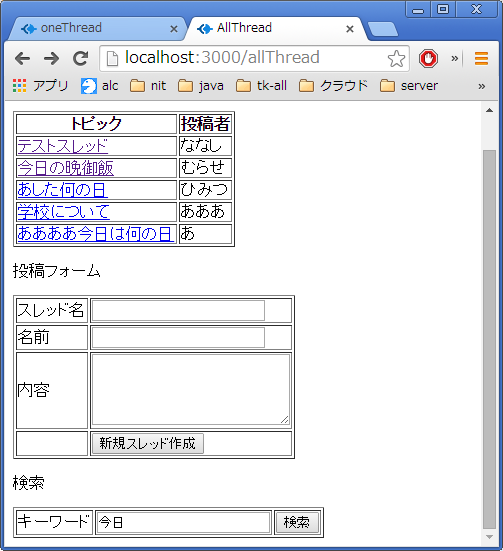 oneThread
AllThread
localhost:3000/allThread
アプリ alc nit java tk-all クラウド server »
トピック 投稿者
テストスレッド ななし
今日の晩御飯 むらせ
あした何の日 ひみつ
学校について あああ
ああああ今日は何の日 あ
投稿フォーム
スレッド名
名前
内容
新規スレッド作成
検索
キーワード 今日 検索